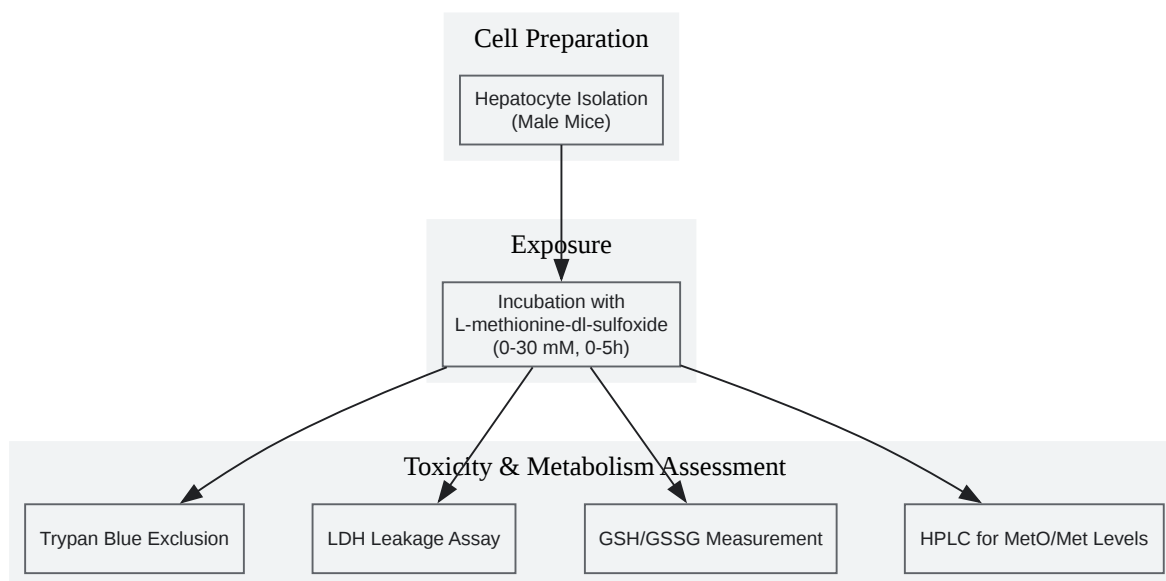 Cell Preparation
Hepatocyte Isolation
(Male Mice)
Exposure
Incubation with
L-methionine-dl-sulfoxide
(0-30 mM, 0-5h)
Toxicity & Metabolism Assessment
Trypan Blue Exclusion
LDH Leakage Assay
GSH/GSSG Measurement
HPLC for MetO/Met Levels